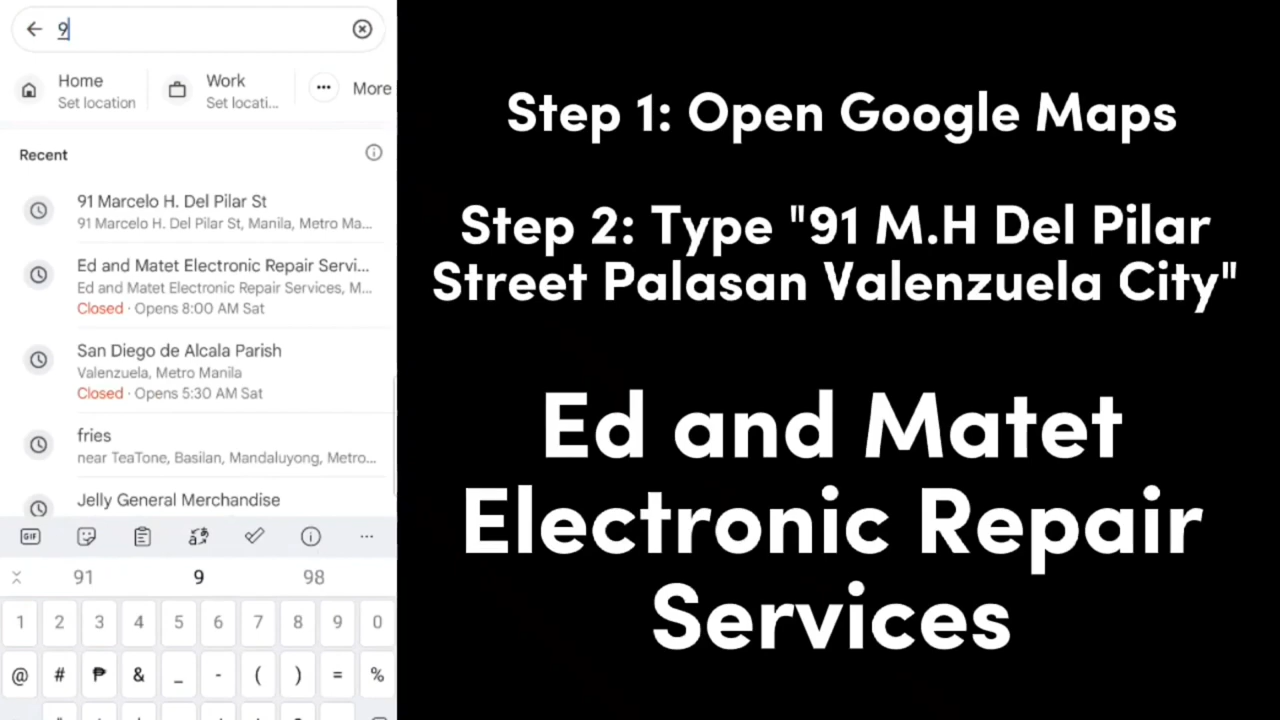 9
Home
Set location
Work
Set locati...
More
Recent
91 Marcelo H. Del Pilar St
91 Marcelo H. Del Pilar St, Manila, Metro Ma...
Ed and Matet Electronic Repair Servi...
Ed and Matet Electronic Repair Services, M...
Closed · Opens 8:00 AM Sat
San Diego de Alcala Parish
Valenzuela, Metro Manila
Closed · Opens 5:30 AM Sat
fries
near TeaTone, Basilan, Mandaluyong, Metro...
Jelly General Merchandise
GIF
91 9 98
1 2 3 4 5 6 7 8 9 0
@ # ₱ & _ - ( ) = %
Step 1: Open Google Maps
Step 2: Type "91 M.H Del Pilar
Street Palasan Valenzuela City"
Ed and Matet
Electronic Repair
Services